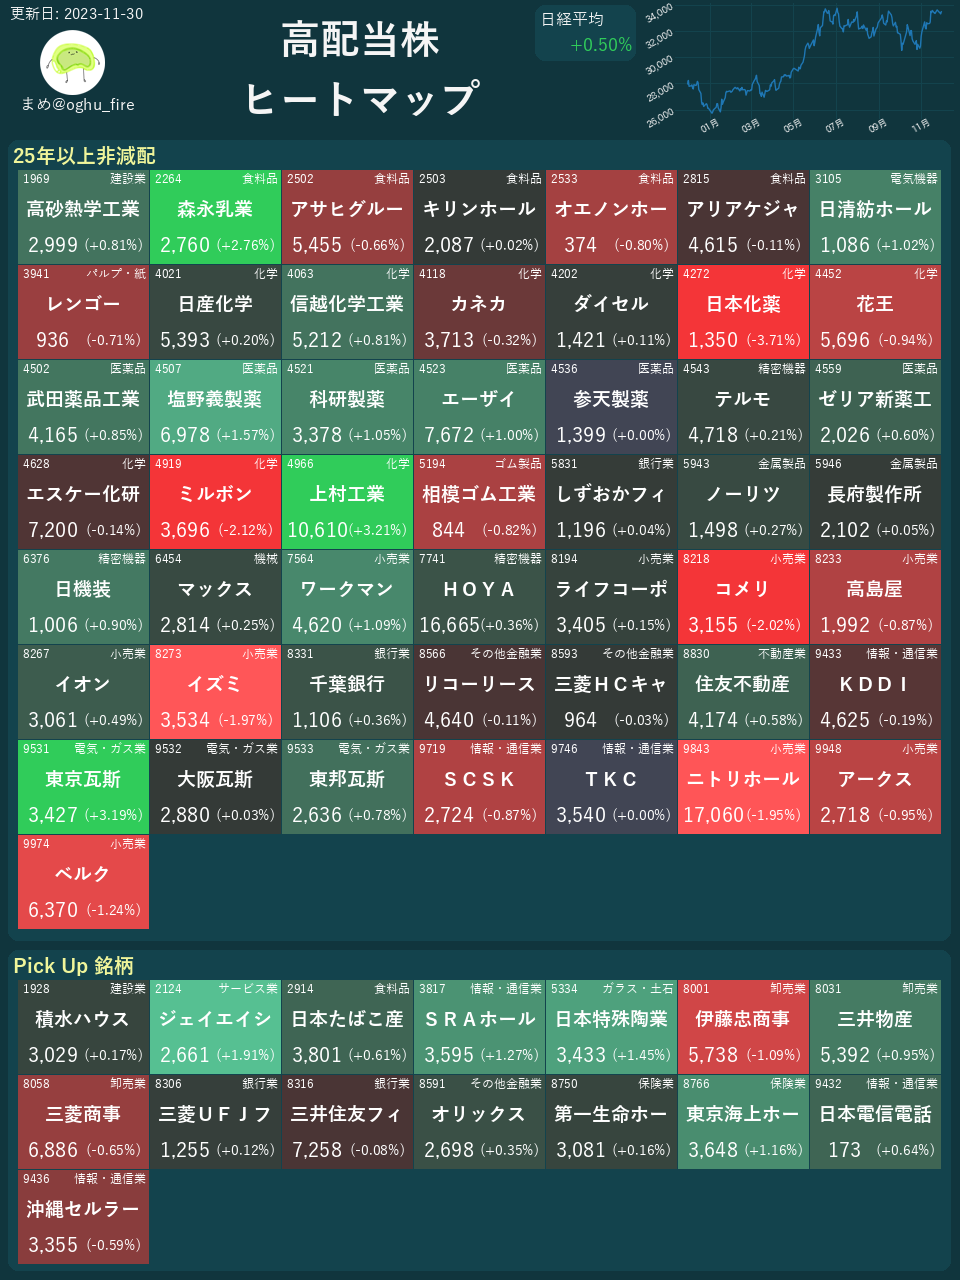 更新日: 2023-11-30
まめ@oghu_fire
高配当株
ヒートマップ
日経平均
+0.50%
34,000
32,000
30,000
28,000
26,000
01月 03月 05月 07月 09月 11月
25年以上非減配
1969 建設業 2264 食料品 2502 食料品 2503 食料品 2533 食料品 2815 食料品 3105 電気機器
高砂熱学工業 森永乳業 アサヒグルー キリンホール オエノンホー アリアケジャ 日清紡ホール
2,999 (+0.81%) 2,760 (+2.76%) 5,455 (-0.66%) 2,087 (+0.02%) 374 (-0.80%) 4,615 (-0.11%) 1,086 (+1.02%)
3941 パルプ・紙 4021 化学 4063 化学 4118 化学 4202 化学 4272 化学 4452 化学
レンゴー 日産化学 信越化学工業 カネカ ダイセル 日本化薬 花王
936 (-0.71%) 5,393 (+0.20%) 5,212 (+0.81%) 3,713 (-0.32%) 1,421 (+0.11%) 1,350 (-3.71%) 5,696 (-0.94%)
4502 医薬品 4507 医薬品 4521 医薬品 4523 医薬品 4536 医薬品 4543 精密機器 4559 医薬品
武田薬品工業 塩野義製薬 科研製薬 エーザイ 参天製薬 テルモ ゼリア新薬工
4,165 (+0.85%) 6,978 (+1.57%) 3,378 (+1.05%) 7,672 (+1.00%) 1,399 (+0.00%) 4,718 (+0.21%) 2,026 (+0.60%)
4628 化学 4919 化学 4966 化学 5194 ゴム製品 5831 銀行業 5943 金属製品 5946 金属製品
エスケー化研 ミルボン 上村工業 相模ゴム工業 しずおかフィ ノーリツ 長府製作所
7,200 (-0.14%) 3,696 (-2.12%) 10,610(+3.21%) 844 (-0.82%) 1,196 (+0.04%) 1,498 (+0.27%) 2,102 (+0.05%)
6376 精密機器 6454 機械 7564 小売業 7741 精密機器 8194 小売業 8218 小売業 8233 小売業
日機装 マックス ワークマン ＨＯＹＡ ライフコーポ コメリ 高島屋
1,006 (+0.90%) 2,814 (+0.25%) 4,620 (+1.09%) 16,665(+0.36%) 3,405 (+0.15%) 3,155 (-2.02%) 1,992 (-0.87%)
8267 小売業 8273 小売業 8331 銀行業 8566 その他金融業 8593 その他金融業 8830 不動産業 9433 情報・通信業
イオン イズミ 千葉銀行 リコーリース 三菱ＨＣキャ 住友不動産 ＫＤＤＩ
3,061 (+0.49%) 3,534 (-1.97%) 1,106 (+0.36%) 4,640 (-0.11%) 964 (-0.03%) 4,174 (+0.58%) 4,625 (-0.19%)
9531 電気・ガス業 9532 電気・ガス業 9533 電気・ガス業 9719 情報・通信業 9746 情報・通信業 9843 小売業 9948 小売業
東京瓦斯 大阪瓦斯 東邦瓦斯 ＳＣＳＫ ＴＫＣ ニトリホール アークス
3,427 (+3.19%) 2,880 (+0.03%) 2,636 (+0.78%) 2,724 (-0.87%) 3,540 (+0.00%) 17,060(-1.95%) 2,718 (-0.95%)
9974 小売業
ベルク
6,370 (-1.24%)
Pick Up 銘柄
1928 建設業 2124 サービス業 2914 食料品 3817 情報・通信業 5334 ガラス・土石 8001 卸売業 8031 卸売業
積水ハウス ジェイエイシ 日本たばこ産 ＳＲＡホール 日本特殊陶業 伊藤忠商事 三井物産
3,029 (+0.17%) 2,661 (+1.91%) 3,801 (+0.61%) 3,595 (+1.27%) 3,433 (+1.45%) 5,738 (-1.09%) 5,392 (+0.95%)
8058 卸売業 8306 銀行業 8316 銀行業 8591 その他金融業 8750 保険業 8766 保険業 9432 情報・通信業
三菱商事 三菱ＵＦＪフ 三井住友フィ オリックス 第一生命ホー 東京海上ホー 日本電信電話
6,886 (-0.65%) 1,255 (+0.12%) 7,258 (-0.08%) 2,698 (+0.35%) 3,081 (+0.16%) 3,648 (+1.16%) 173 (+0.64%)
9436 情報・通信業
沖縄セルラー
3,355 (-0.59%)